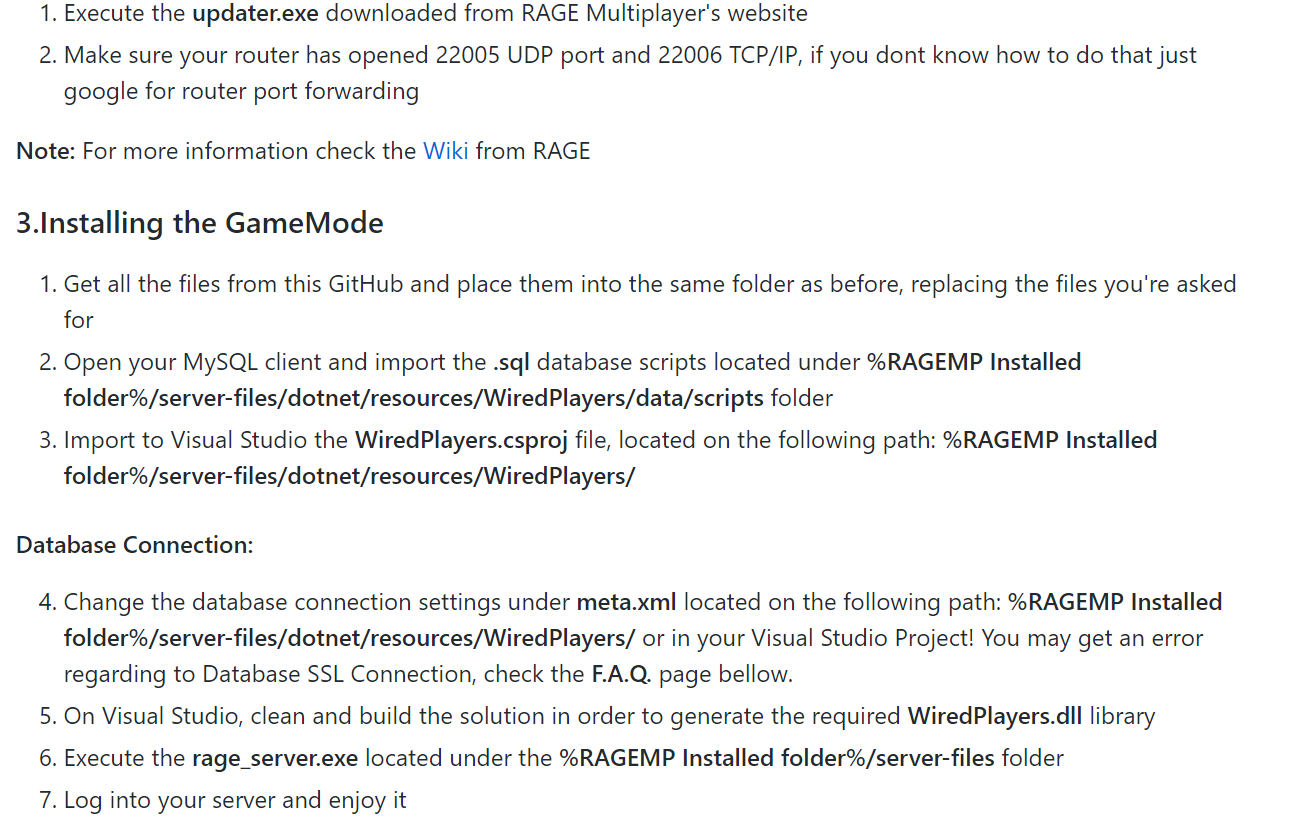 1. Execute the updater.exe downloaded from RAGE Multiplayer's website
2. Make sure your router has opened 22005 UDP port and 22006 TCP/IP, if you dont know how to do that just
google for router port forwarding
Note: For more information check the Wiki from RAGE
3.Installing the GameMode
1. Get all the files from this GitHub and place them into the same folder as before, replacing the files you're asked
for
2. Open your MySQL client and import the .sql database scripts located under %RAGEMP Installed
folder%/server-files/dotnet/resources/WiredPlayers/data/scripts folder
3. Import to Visual Studio the WiredPlayers.csproj file, located on the following path: %RAGEMP Installed
folder%/server-files/dotnet/resources/WiredPlayers/
Database Connection:
4. Change the database connection settings under meta.xml located on the following path: %RAGEMP Installed
folder%/server-files/dotnet/resources/WiredPlayers/ or in your Visual Studio Project! You may get an error
regarding to Database SSL Connection, check the F.A.Q. page bellow.
5. On Visual Studio, clean and build the solution in order to generate the required WiredPlayers.dll library
6. Execute the rage_server.exe located under the %RAGEMP Installed folder%/server-files folder
7. Log into your server and enjoy it